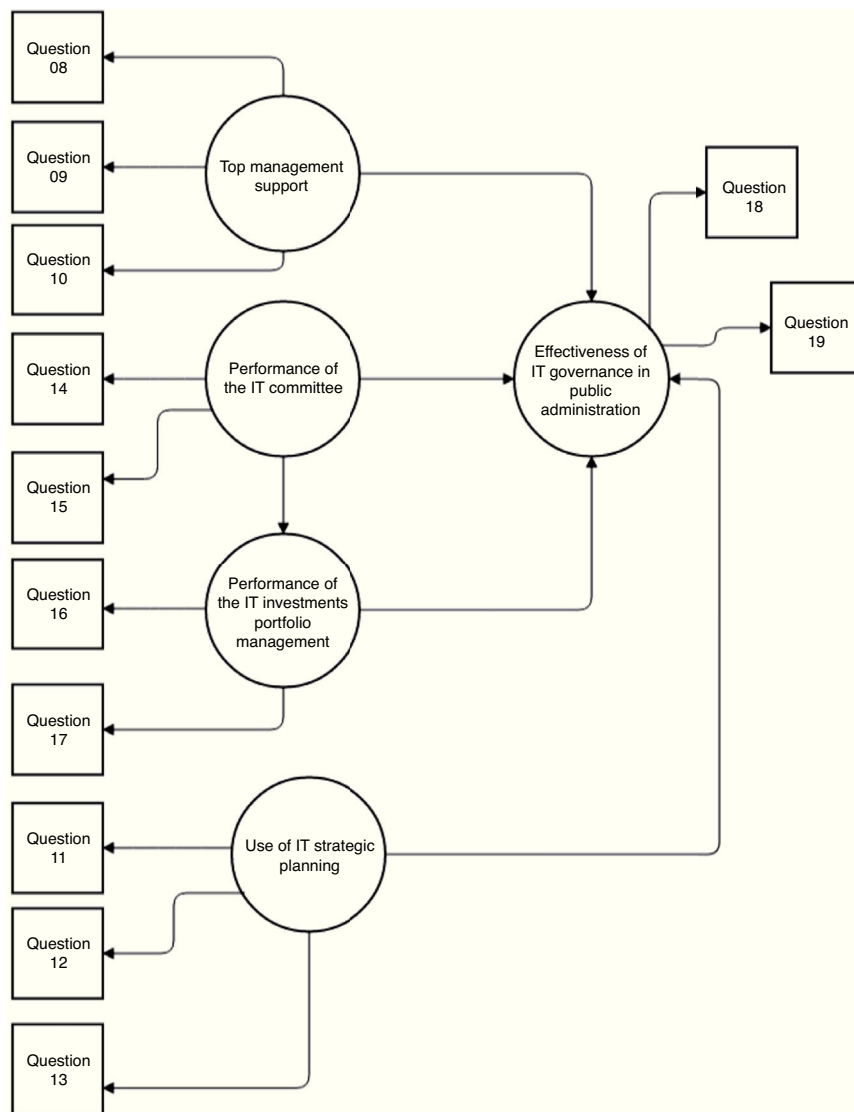 Question
08
Question
09
Question
10
Top management
support
Question
18
Question
19
Question
14
Performance of
the IT committee
Effectiveness of
IT governance in
public
administration
Question
15
Question
16
Performance of
the IT investments
portfolio
management
Question
17
Question
11
Use of IT strategic
planning
Question
12
Question
13